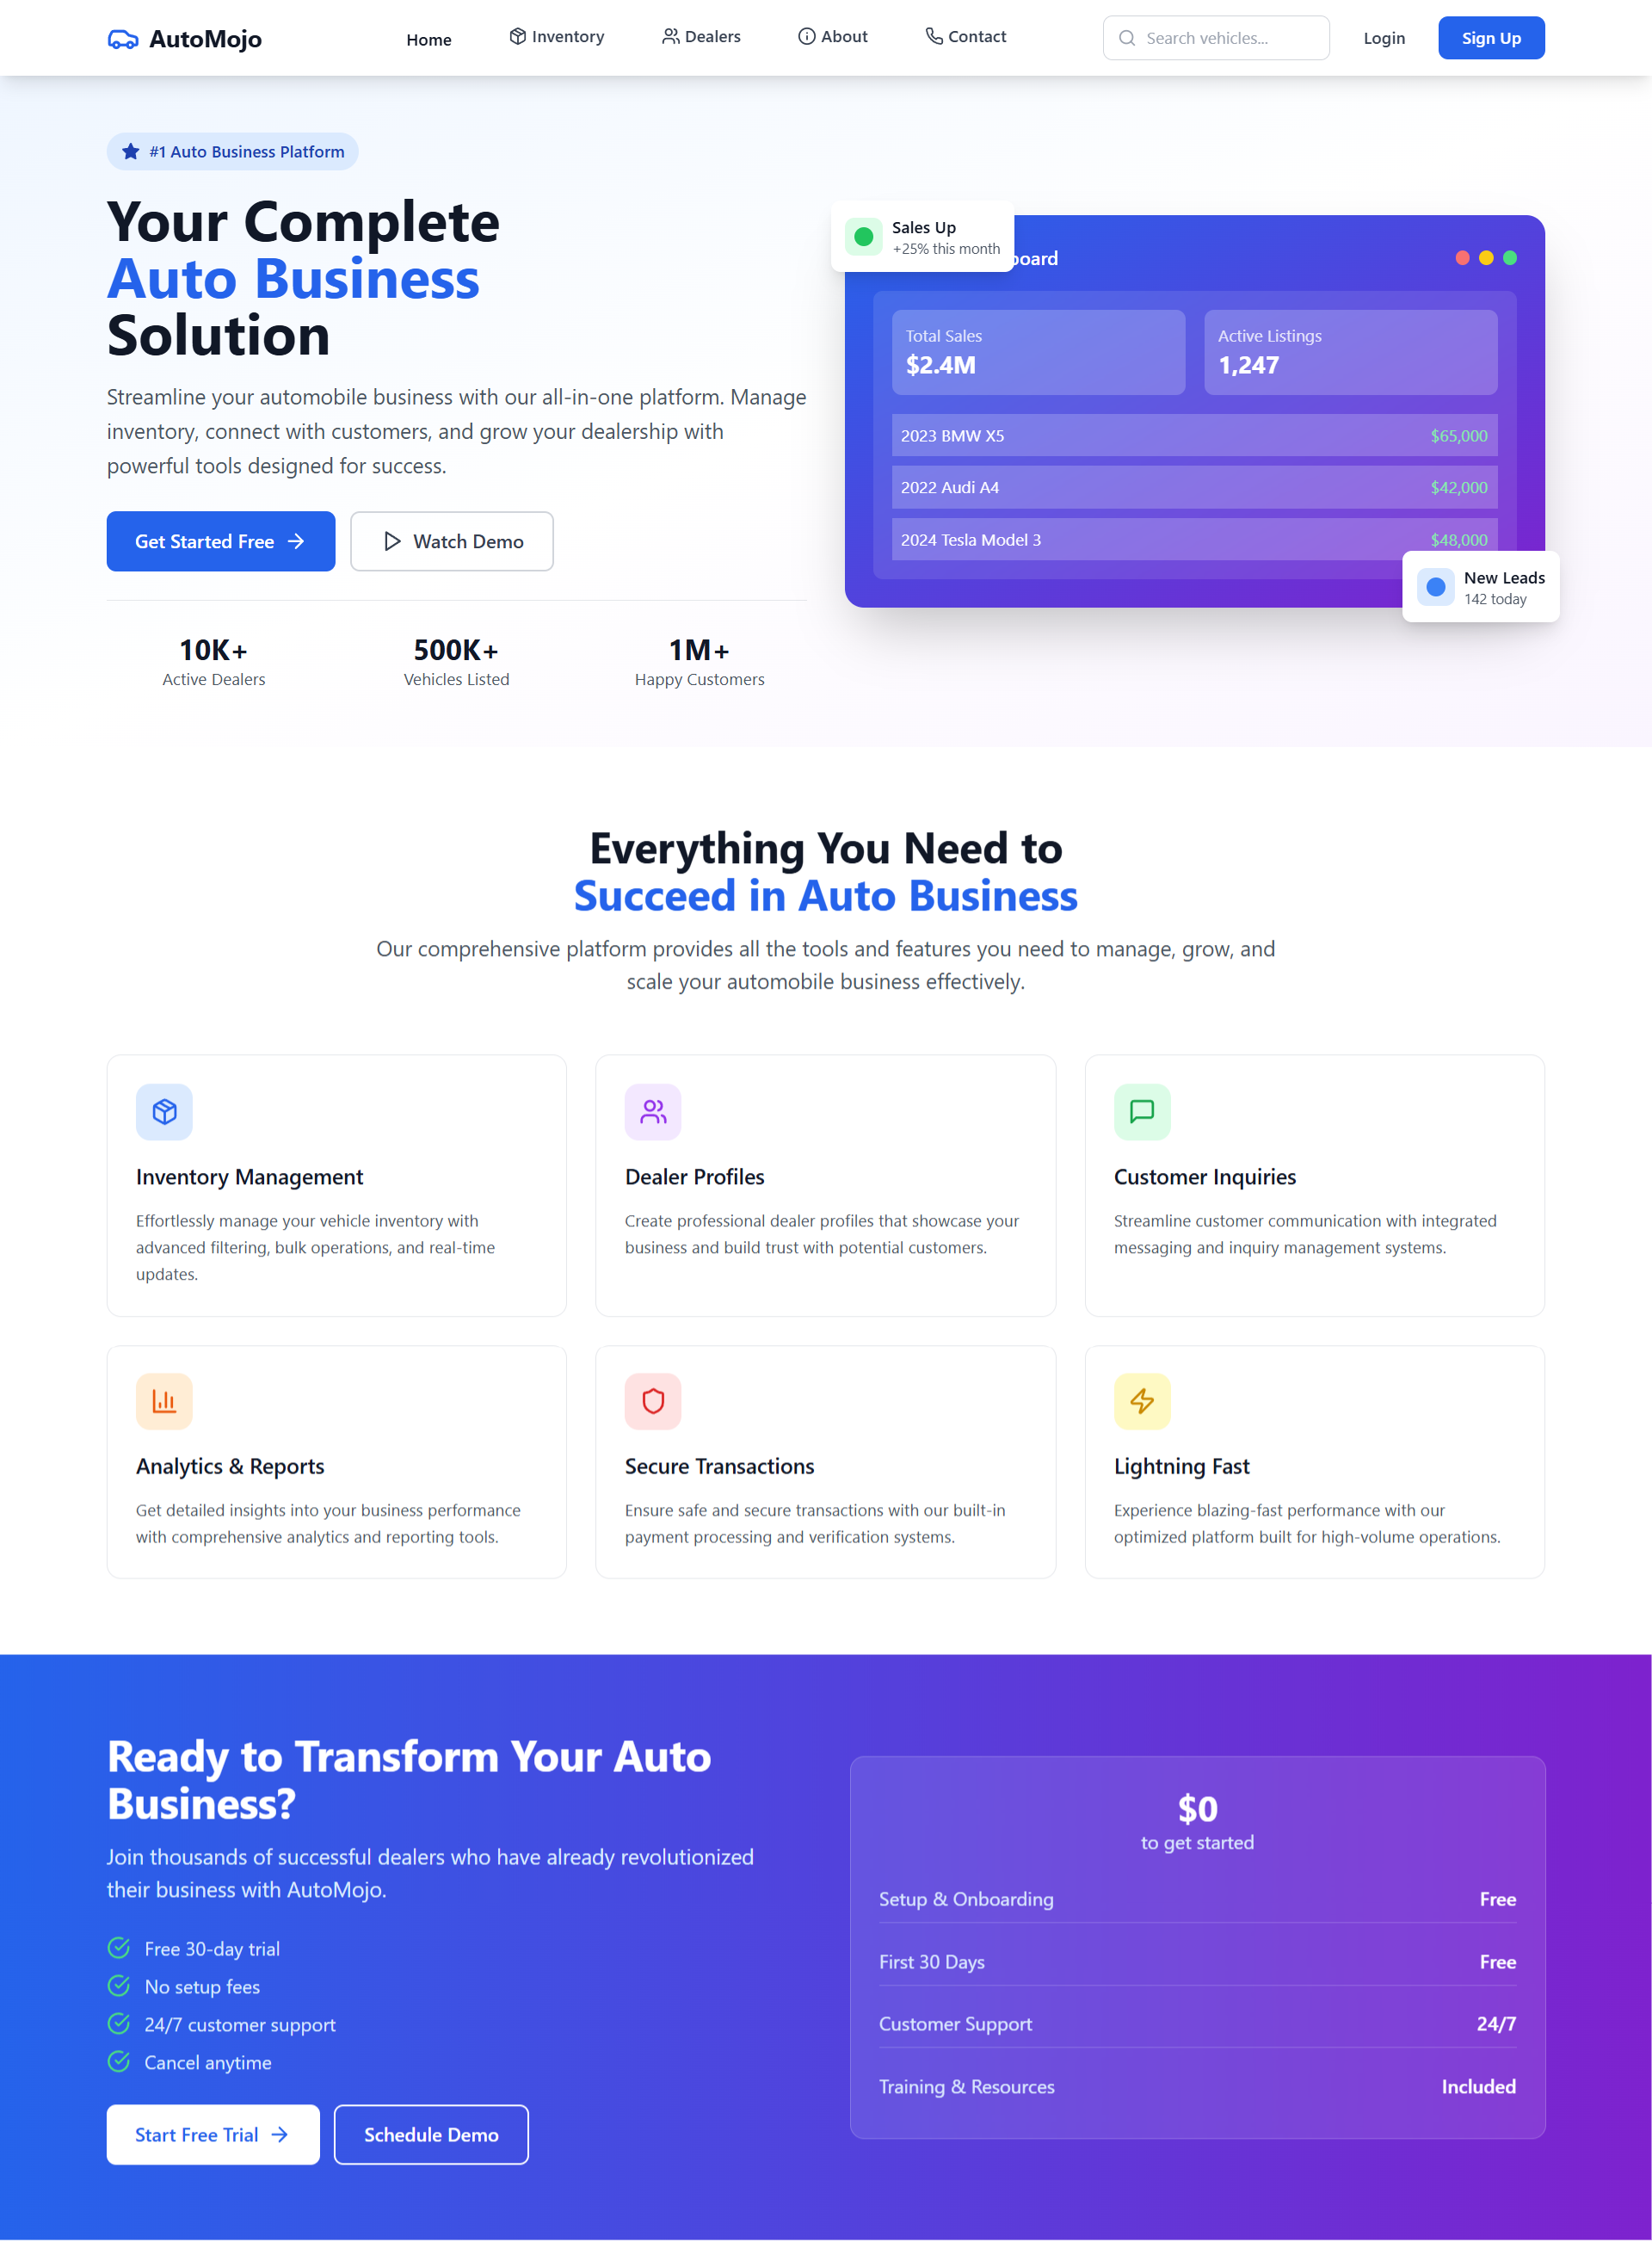 AutoMojo
Home
Inventory
Dealers
About
Contact
Search vehicles...
Login
Sign Up
#1 Auto Business Platform
Your Complete
Auto Business
Solution
Streamline your automobile business with our all-in-one platform. Manage
inventory, connect with customers, and grow your dealership with
powerful tools designed for success.
Get Started Free
Watch Demo
10K+
Active Dealers
500K+
Vehicles Listed
1M+
Happy Customers
Sales Up
+25% this month
board
Total Sales
$2.4M
Active Listings
1,247
2023 BMW X5
$65,000
2022 Audi A4
$42,000
2024 Tesla Model 3
$48,000
New Leads
142 today
Everything You Need to
Succeed in Auto Business
Our comprehensive platform provides all the tools and features you need to manage, grow, and
scale your automobile business effectively.
Inventory Management
Effortlessly manage your vehicle inventory with
advanced filtering, bulk operations, and real-time
updates.
Dealer Profiles
Create professional dealer profiles that showcase your
business and build trust with potential customers.
Customer Inquiries
Streamline customer communication with integrated
messaging and inquiry management systems.
Analytics & Reports
Get detailed insights into your business performance
with comprehensive analytics and reporting tools.
Secure Transactions
Ensure safe and secure transactions with our built-in
payment processing and verification systems.
Lightning Fast
Experience blazing-fast performance with our
optimized platform built for high-volume operations.
Ready to Transform Your Auto
Business?
Join thousands of successful dealers who have already revolutionized
their business with AutoMojo.
Free 30-day trial
No setup fees
24/7 customer support
Cancel anytime
Start Free Trial
Schedule Demo
$0
to get started
Setup & Onboarding
Free
First 30 Days
Free
Customer Support
24/7
Training & Resources
Included